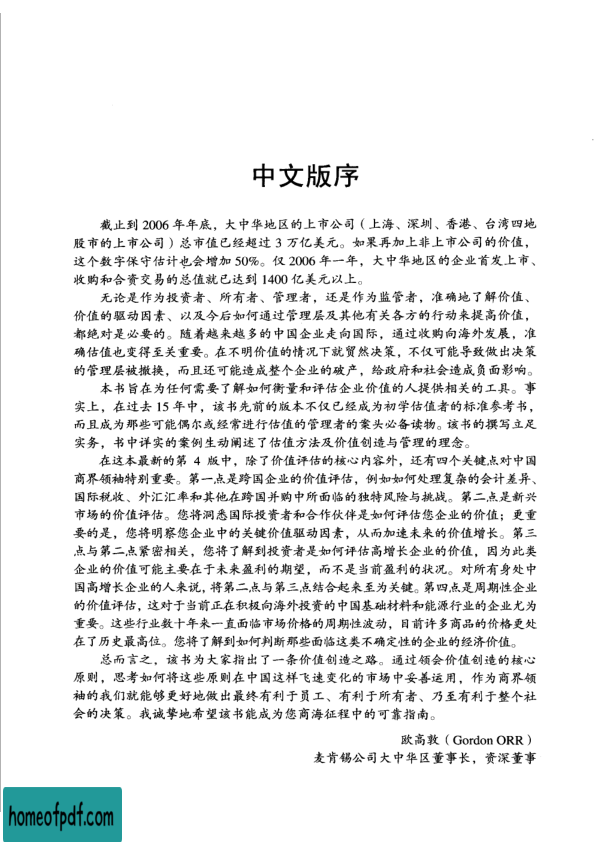 中文版序
截止到 2006 年年底，大中华地区的上市公司（上海、深圳、香港、台湾四地
股市的上市公司）总市值已经超过 3 万亿美元。如果再加上非上市公司的价值，
这个数字保守估计也会增加 50%。仅 2006 年一年，大中华地区的企业首发上市、
收购和合资交易的总值就已达到 1400 亿美元以上。
无论是作为投资者、所有者、管理者，还是作为监管者，准确地了解价值、
价值的驱动因素、以及今后如何通过管理层及其他有关各方的行动来提高价值，
都绝对是必要的。随着越来越多的中国企业走向国际，通过收购向海外发展，准
确估值也变得至关重要。在不明价值的情况下就贸然决策，不仅可能导致做出决策
的管理层被撤换，而且还可能造成整个企业的破产，给政府和社会造成负面影响。
本书旨在为任何需要了解如何衡量和评估企业价值的人提供相关的工具。事
实上，在过去 15 年中，该书先前的版本不仅已经成为初学估值者的标准参考书，
而且成为那些可能偶尔或经常进行估值的管理者的案头必备读物。该书的撰写立足
实务，书中详实的案例生动阐述了估值方法及价值创造与管理的理念。
在这本最新的第 4 版中，除了价值评估的核心内容外，还有四个关键点对中国
商界领袖特别重要。第一点是跨国企业的价值评估，例如如何处理复杂的会计差异、
国际税收、外汇汇率和其他在跨国并购中所面临的独特风险与挑战。第二点是新兴
市场的价值评估。您将洞悉国际投资者和合作伙伴是如何评估您企业的价值；更重
要的是，您将明察您企业中的关键价值驱动因素，从而加速未来的价值增长。第三
点与第二点紧密相关，您将了解到投资者是如何评估高增长企业的价值，因为此类
企业的价值可能主要在于未来盈利的期望，而不是当前盈利的状况。对所有身处中
国高增长企业的人来说，将第二点与第三点结合起来至为关键。第四点是周期性企业
的价值评估，这对于当前正在积极向海外投资的中国基础材料和能源行业的企业尤为
重要。这些行业数十年来一直面临市场价格的周期性波动，目前许多商品的价格更处
在了历史最高位。您将了解到如何判断那些面临这类不确定性的企业的经济价值。
总而言之，该书为大家指出了一条价值创造之路。通过领会价值创造的核心
原则，思考如何将这些原则在中国这样飞速变化的市场中妥善运用，作为商界领
袖的我们就能够更好地做出最终有利于员工、有利于所有者、乃至有利于整个社
会的决策。我诚挚地希望该书能成为您商海征程中的可靠指南。
欧高敦（Gordon ORR）
麦肯锡公司大中华区董事长，资深董事
homeofpdf.com